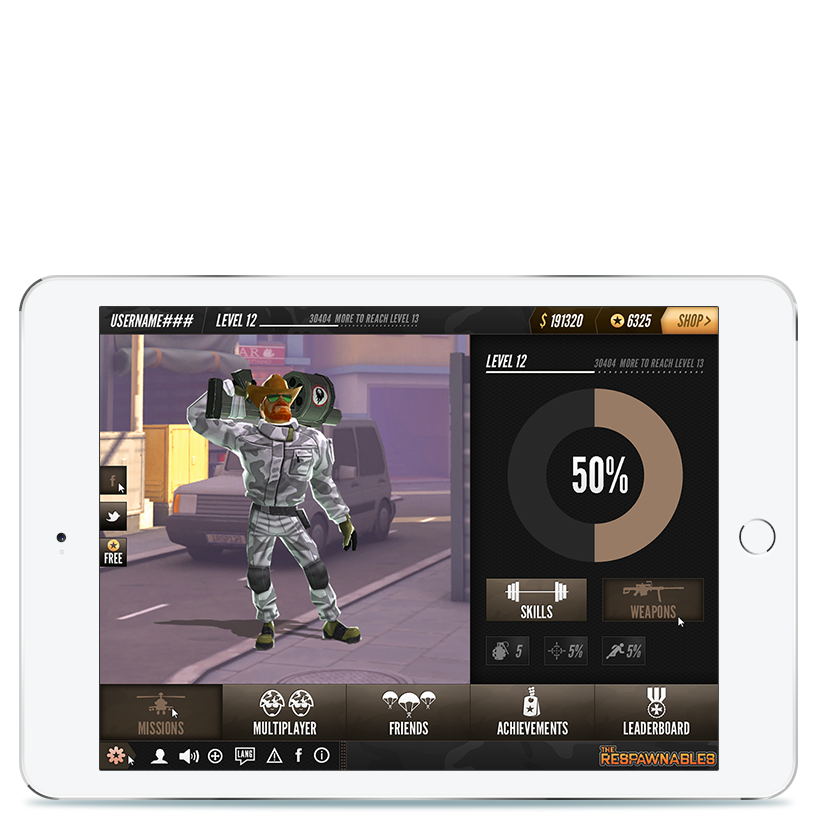 USERNAME###
LEVEL 12
30404 MORE TO REACH LEVEL 13
$ 191320
6325
SHOP >
AR
LEVEL 12
30404 MORE TO REACH LEVEL 13
50%
f
FREE
SKILLS
WEAPONS
5
5%
5%
MISSIONS
MULTIPLAYER
FRIENDS
ACHIEVEMENTS
LEADERBOARD
LANG
f
THE
RESPAWNABLES